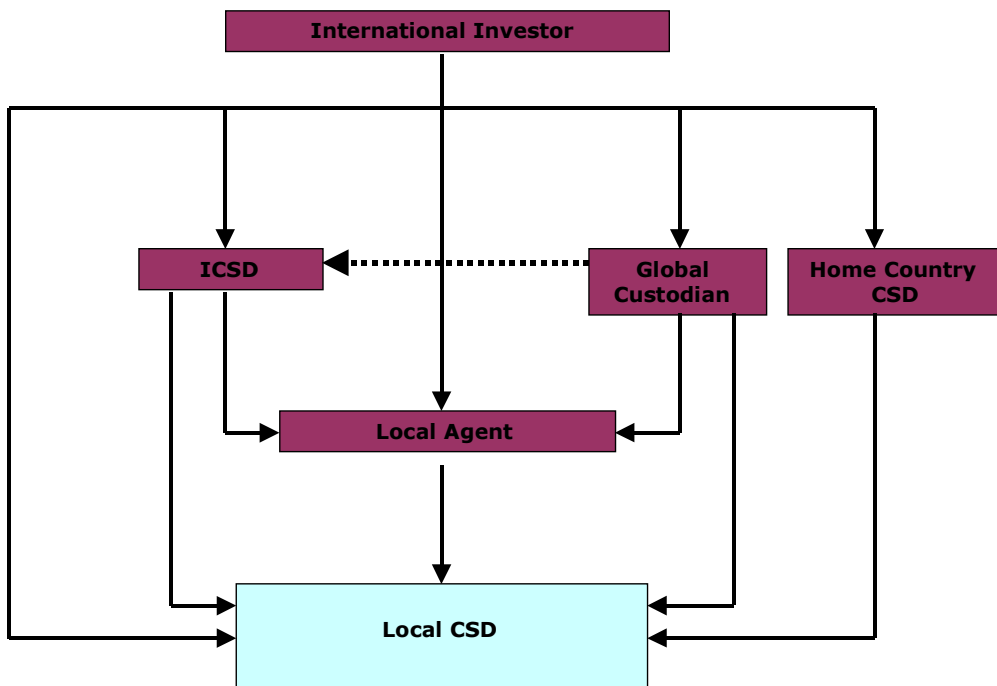 International Investor
ICSD
Global
Custodian
Home Country
CSD
Local Agent
Local CSD